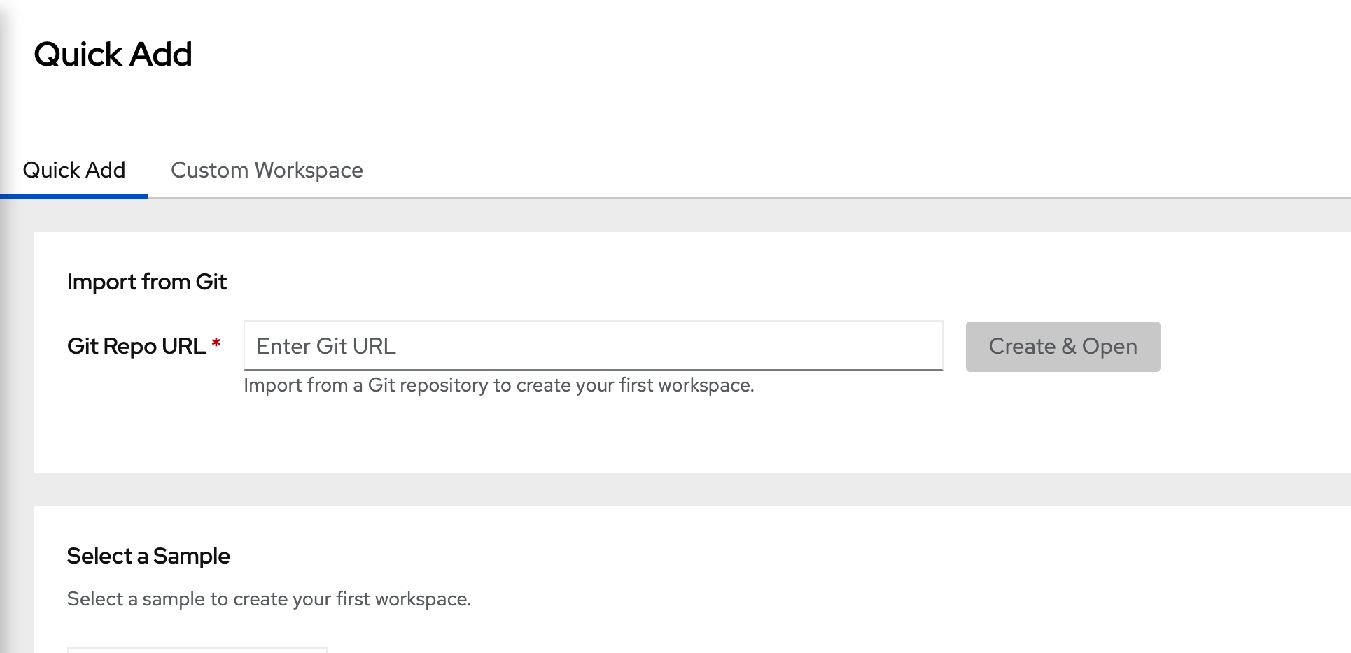 Quick Add
Quick Add Custom Workspace
Import from Git
Git Repo URL * Enter Git URL Create & Open
Import from a Git repository to create your first workspace.
Select a Sample
Select a sample to create your first workspace.